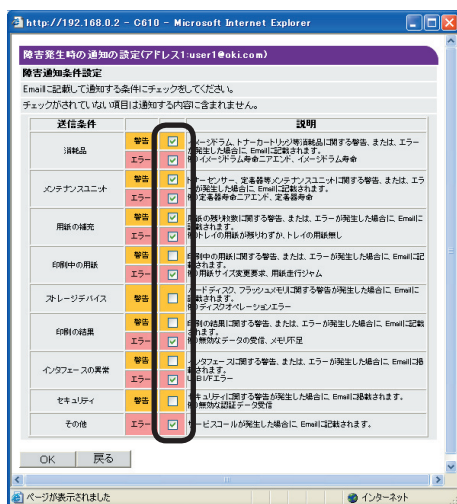 http://192.168.0.2 - C610 - Microsoft Internet Explorer
障害発生時の通知の設定(アドレス1:user1@oki.com)
障害通知条件設定
Emailに記載して通知する条件にチェックをしてください。
チェックがされていない項目は通知する内容に含まれません。
送信条件 説明
消耗品 警告 エラー
イメージドラム、トナーカートリッジ等消耗品に関する警告、または、エラー
が発生した場合に、Emailに記載されます。
例)イメージドラム寿命ニアエンド、イメージドラム寿命
メンテナンスユニット 警告 エラー
トナーセンサー、定着器等メンテナンスユニットに関する警告、または、エラ
ーが発生した場合に、Emailに記載されます。
例)定着器寿命ニアエンド、定着器寿命
用紙の補充 警告 エラー
用紙の残り枚数に関する警告、または、エラーが発生した場合に、Emailに
記載されます。
例)トレイの用紙が残りわずか、トレイの用紙無し
印刷中の用紙 警告 エラー
印刷中の用紙に関する警告、または、エラーが発生した場合に、Emailに記
載されます。
例)用紙サイズ変更要求、用紙走行ジャム
ストレージデバイス 警告
ハードディスク、フラッシュメモリに関する警告が発生した場合に、Emailに
記載されます。
例)ディスクオペレーションエラー
印刷の結果 警告 エラー
印刷の結果に関する警告、または、エラーが発生した場合に、Emailに記載
されます。
例)無効なデータの受信、メモリ不足
インタフェースの異常 警告 エラー
インタフェースに関する警告、または、エラーが発生した場合に、Emailに記
載されます。
USB I/Fエラー
セキュリティ 警告
セキュリティに関する警告が発生した場合に、Emailに記載されます。
例)無効な認証データ受信
その他 エラー
サービスコールが発生した場合に、Emailに記載されます。
OK 戻る
ページが表示されました インターネット